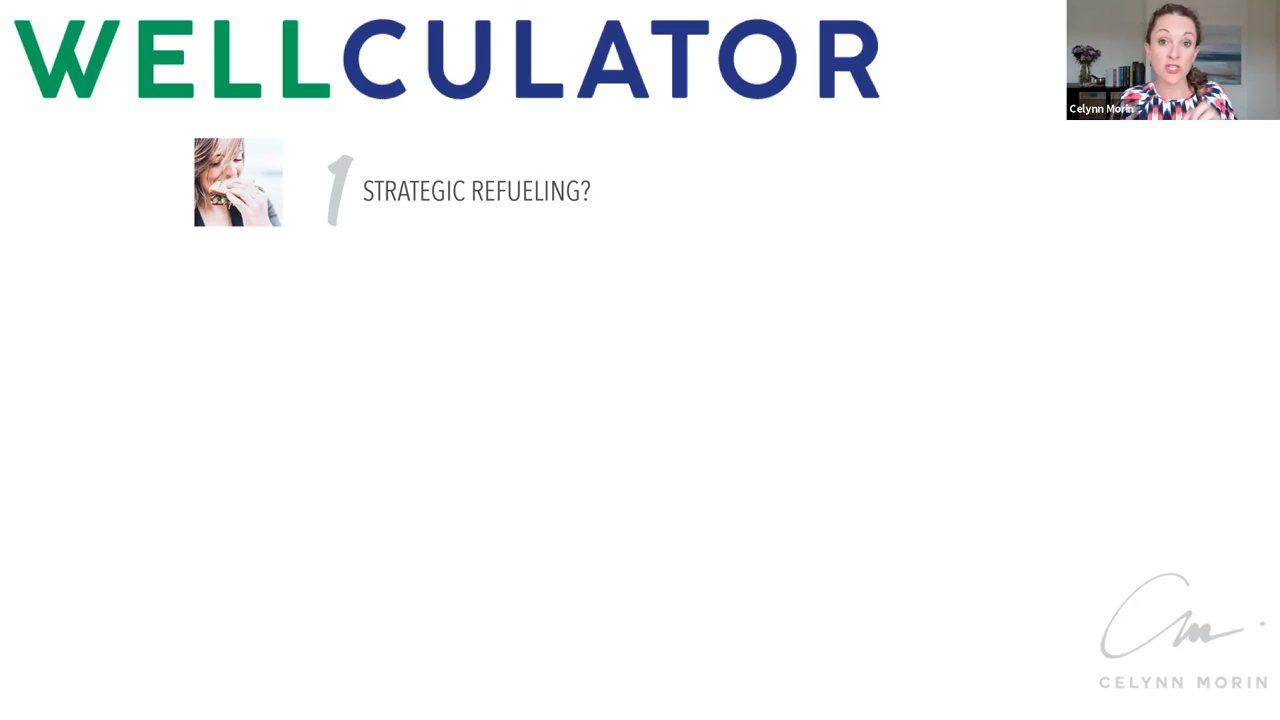 WELLCULATOR
Celynn Morin
1 STRATEGIC REFUELING?
CELYNN MORIN